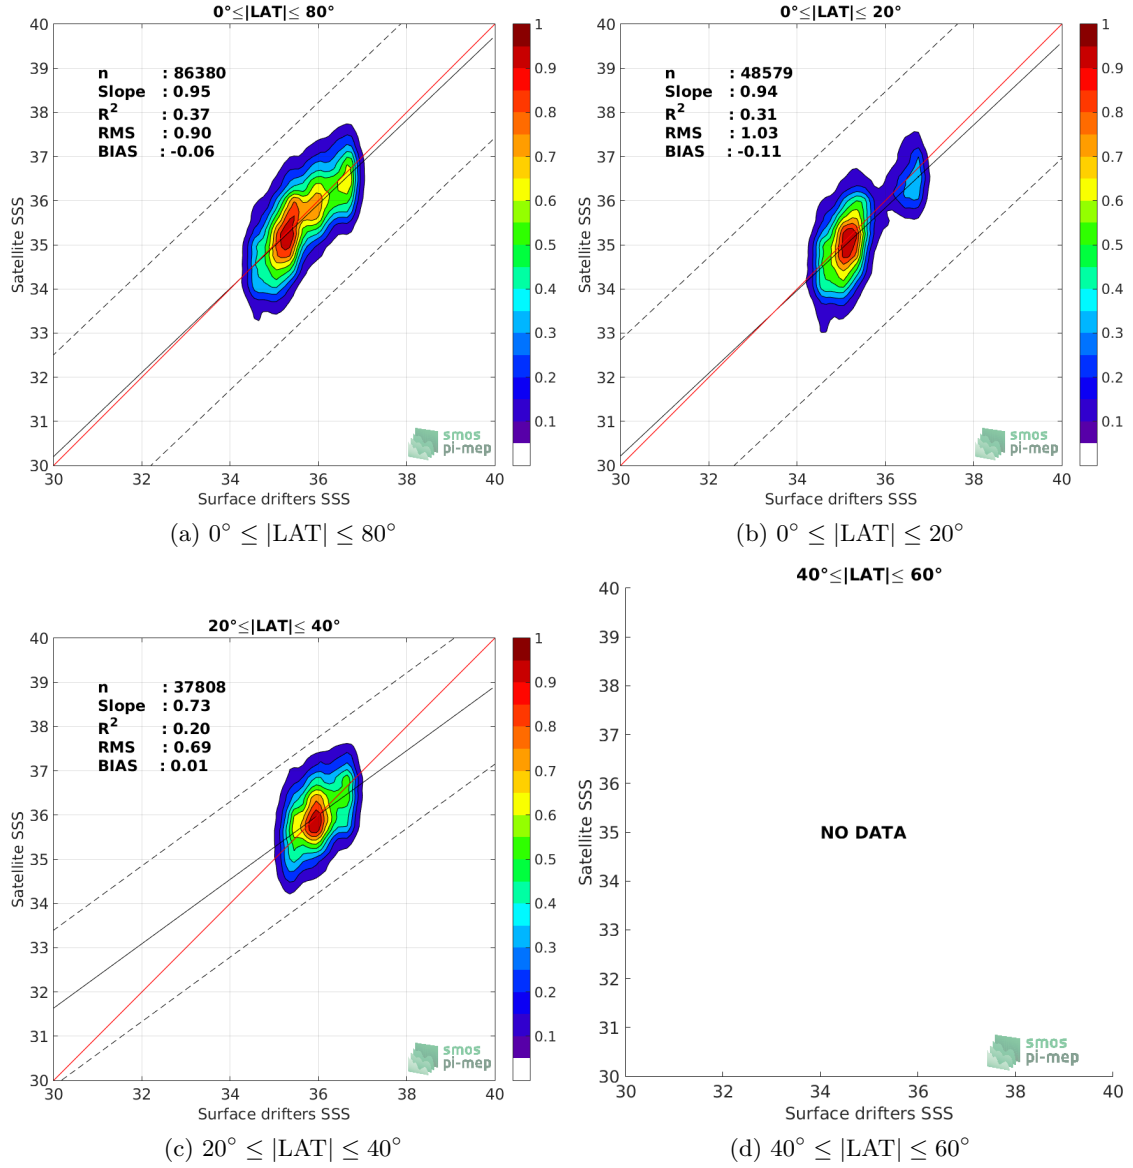 0°≤|LAT|≤ 80°
n : 86380
Slope : 0.95
R2 : 0.37
RMS : 0.90
BIAS : -0.06
40
39
38
37
36
35
34
33
32
31
30
Satellite SSS
30 32 34 36 38 40
Surface drifters SSS
1
0.9
0.8
0.7
0.6
0.5
0.4
0.3
0.2
0.1
smos
pi-mep
(a) 0° ≤ |LAT| ≤ 80°
0°≤|LAT|≤ 20°
n : 48579
Slope : 0.94
R2 : 0.31
RMS : 1.03
BIAS : -0.11
40
39
38
37
36
35
34
33
32
31
30
Satellite SSS
30 32 34 36 38 40
Surface drifters SSS
1
0.9
0.8
0.7
0.6
0.5
0.4
0.3
0.2
0.1
smos
pi-mep
(b) 0° ≤ |LAT| ≤ 20°
20°≤|LAT|≤ 40°
n : 37808
Slope : 0.73
R2 : 0.20
RMS : 0.69
BIAS : 0.01
40
39
38
37
36
35
34
33
32
31
30
Satellite SSS
30 32 34 36 38 40
Surface drifters SSS
1
0.9
0.8
0.7
0.6
0.5
0.4
0.3
0.2
0.1
smos
pi-mep
(c) 20° ≤ |LAT| ≤ 40°
40°≤|LAT|≤ 60°
40
39
38
37
36
35
34
33
32
31
30
Satellite SSS
NO DATA
30 32 34 36 38 40
Surface drifters SSS
smos
pi-mep
(d) 40° ≤ |LAT| ≤ 60°